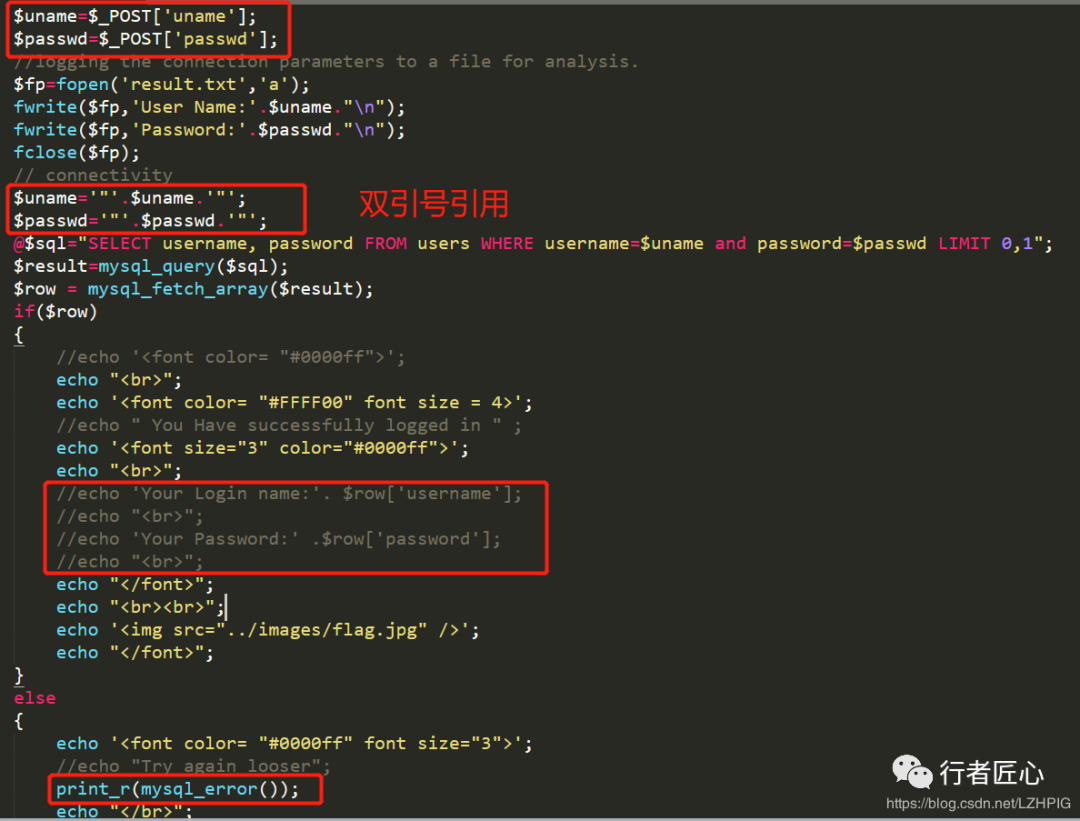 $uname=$_POST['uname'];
$passwd=$_POST['passwd'];
//logging the connection parameters to a file for analysis.
$fp=fopen('result.txt','a');
fwrite($fp,'User Name:'.$uname."\n");
fwrite($fp,'Password:'.$passwd."\n");
fclose($fp);
// connectivity
$uname='"'.$uname.'"';
$passwd='"'.$passwd.'"';
双引号引用
@$sql="SELECT username, password FROM users WHERE username=$uname and password=$passwd LIMIT 0,1";
$result=mysql_query($sql);
$row = mysql_fetch_array($result);
if($row)
{
    //echo '<font color= "#0000ff">';
    echo "<br>";
    echo '<font color= "#FFFF00" font size = 4>';
    //echo " You Have successfully logged in " ;
    echo '<font size="3" color="#0000ff">';
    echo "<br>";
    //echo 'Your Login name:'. $row['username'];
    //echo "<br>";
    //echo 'Your Password:' .$row['password'];
    //echo "<br>";
    echo "</font>";
    echo "<br><br>";
    echo '<img src="../images/flag.jpg" />';
    echo "</font>";
}
else
{
    echo '<font color= "#0000ff" font size="3">';
    //echo "Try again looser";
    print_r(mysql_error());
    echo "</br>";
行者匠心
https://blog.csdn.net/LZHPIG